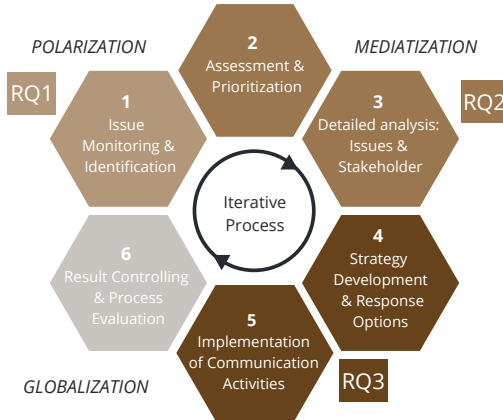 POLARIZATION
MEDIATIZATION
RQ1
RQ2
1
Issue
Monitoring &
Identification
2
Assessment &
Prioritization
3
Detailed analysis:
Issues &
Stakeholder
Iterative
Process
4
Strategy
Development
& Response
Options
5
Implementation
of Communication
Activities
6
Result Controlling
& Process
Evaluation
RQ3
GLOBALIZATION